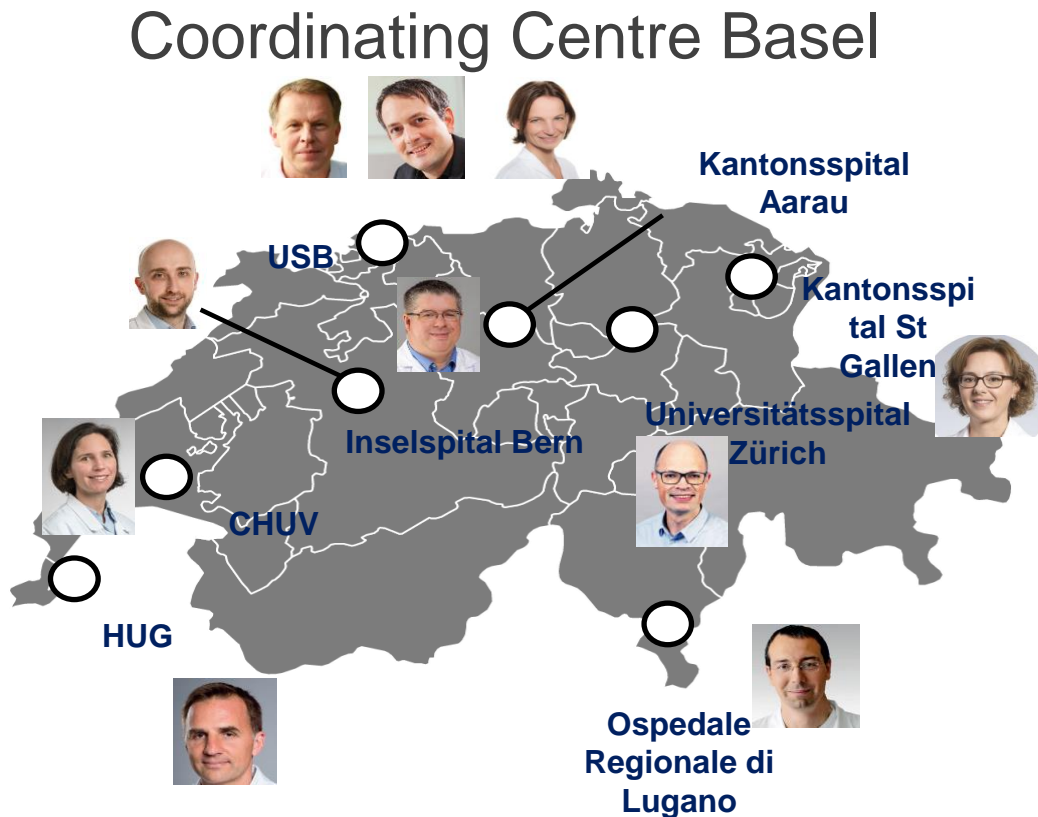 Coordinating Centre Basel
Kantonsspital
Aarau
USB
Kantonsspi
tal St
Gallen
Universitätsspital
Zürich
Inselspital Bern
CHUV
HUG
Ospedale
Regionale di
Lugano